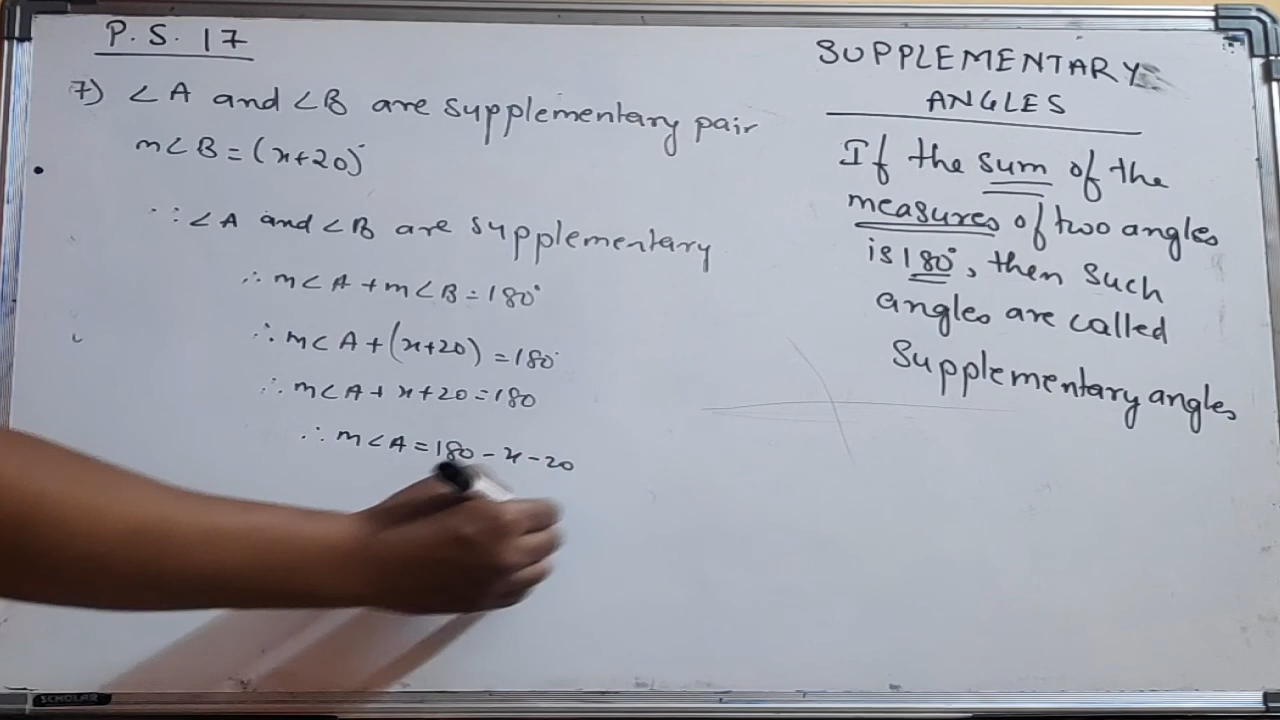 P. S. 17
7) ∠A and ∠B are supplementary pair
m∠B = (x+20)°
∵ ∠A and ∠B are supplementary
∴ m∠A + m∠B = 180°
∴ m∠A + (x+20) = 180°
∴ m∠A + x + 20 = 180
∴ m∠A = 180 - x - 20
SUPPLEMENTARY
ANGLES
If the sum of the
measures of two angles
is 180°, then such
angles are called
Supplementary angles
SCHOLAR